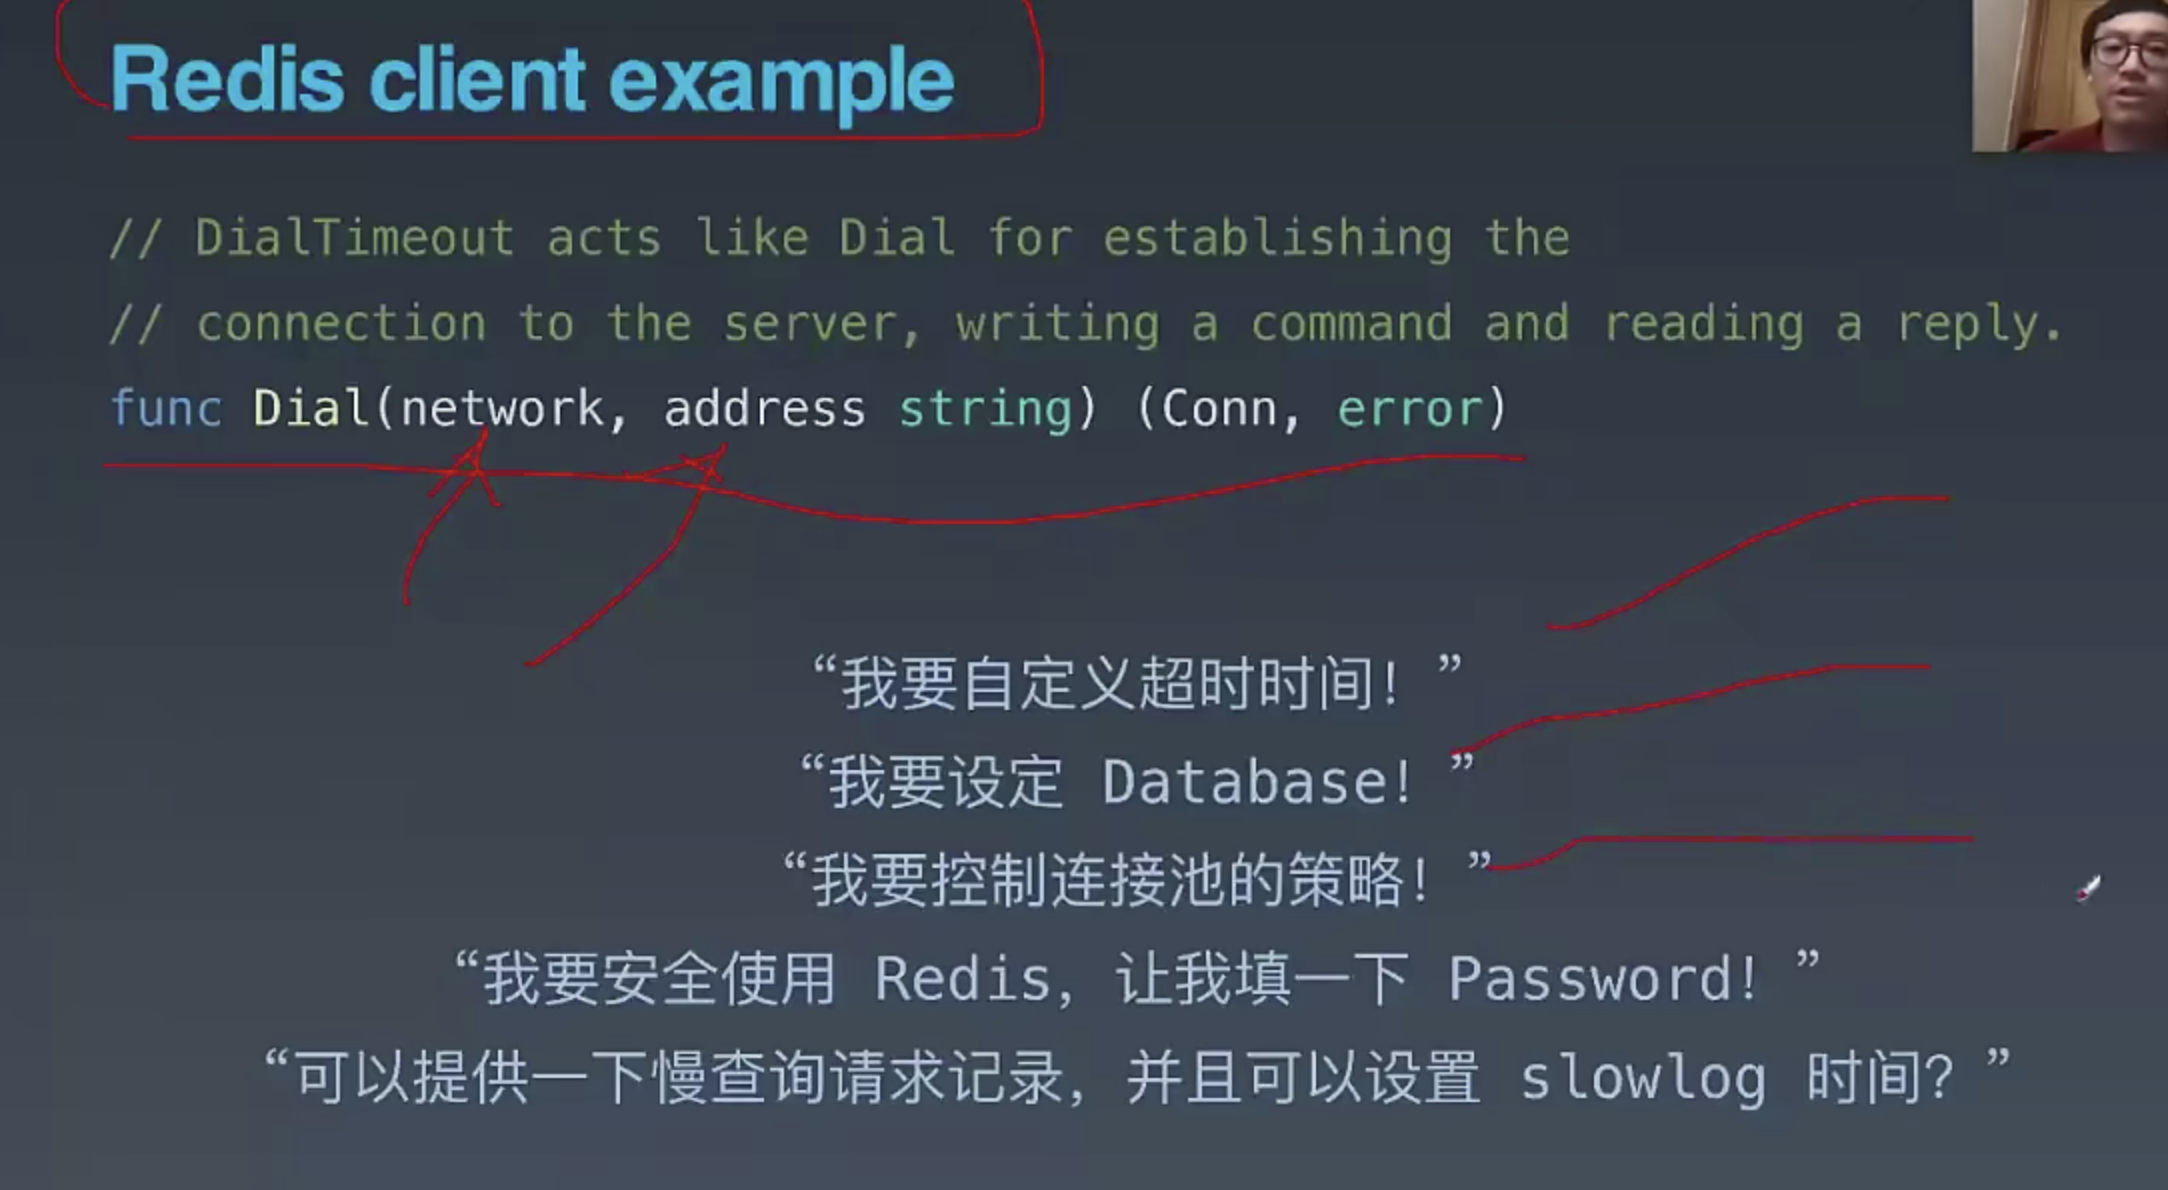 Redis client example
// DialTimeout acts like Dial for establishing the
// connection to the server, writing a command and reading a reply.
func Dial(network, address string) (Conn, error)
“我要自定义超时时间！”
“我要设定 Database！”
“我要控制连接池的策略！”
“我要安全使用 Redis，让我填一下 Password！”
“可以提供一下慢查询请求记录，并且可以设置 slowlog 时间？”